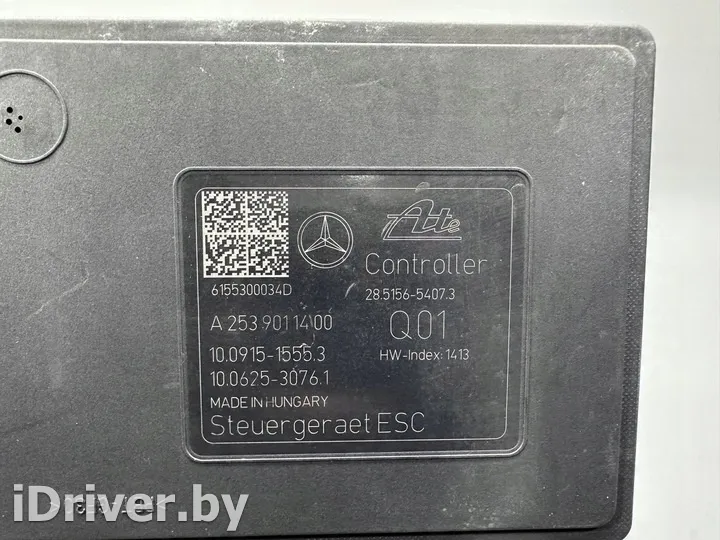 Ate
Controller
6155300034D
28.5156-5407.3
A 253 901 14 00
Q01
10.0915-1555.3
HW-Index: 1413
10.0625-3076.1
MADE IN HUNGARY
Steuergeraet ESC
iDriver.by